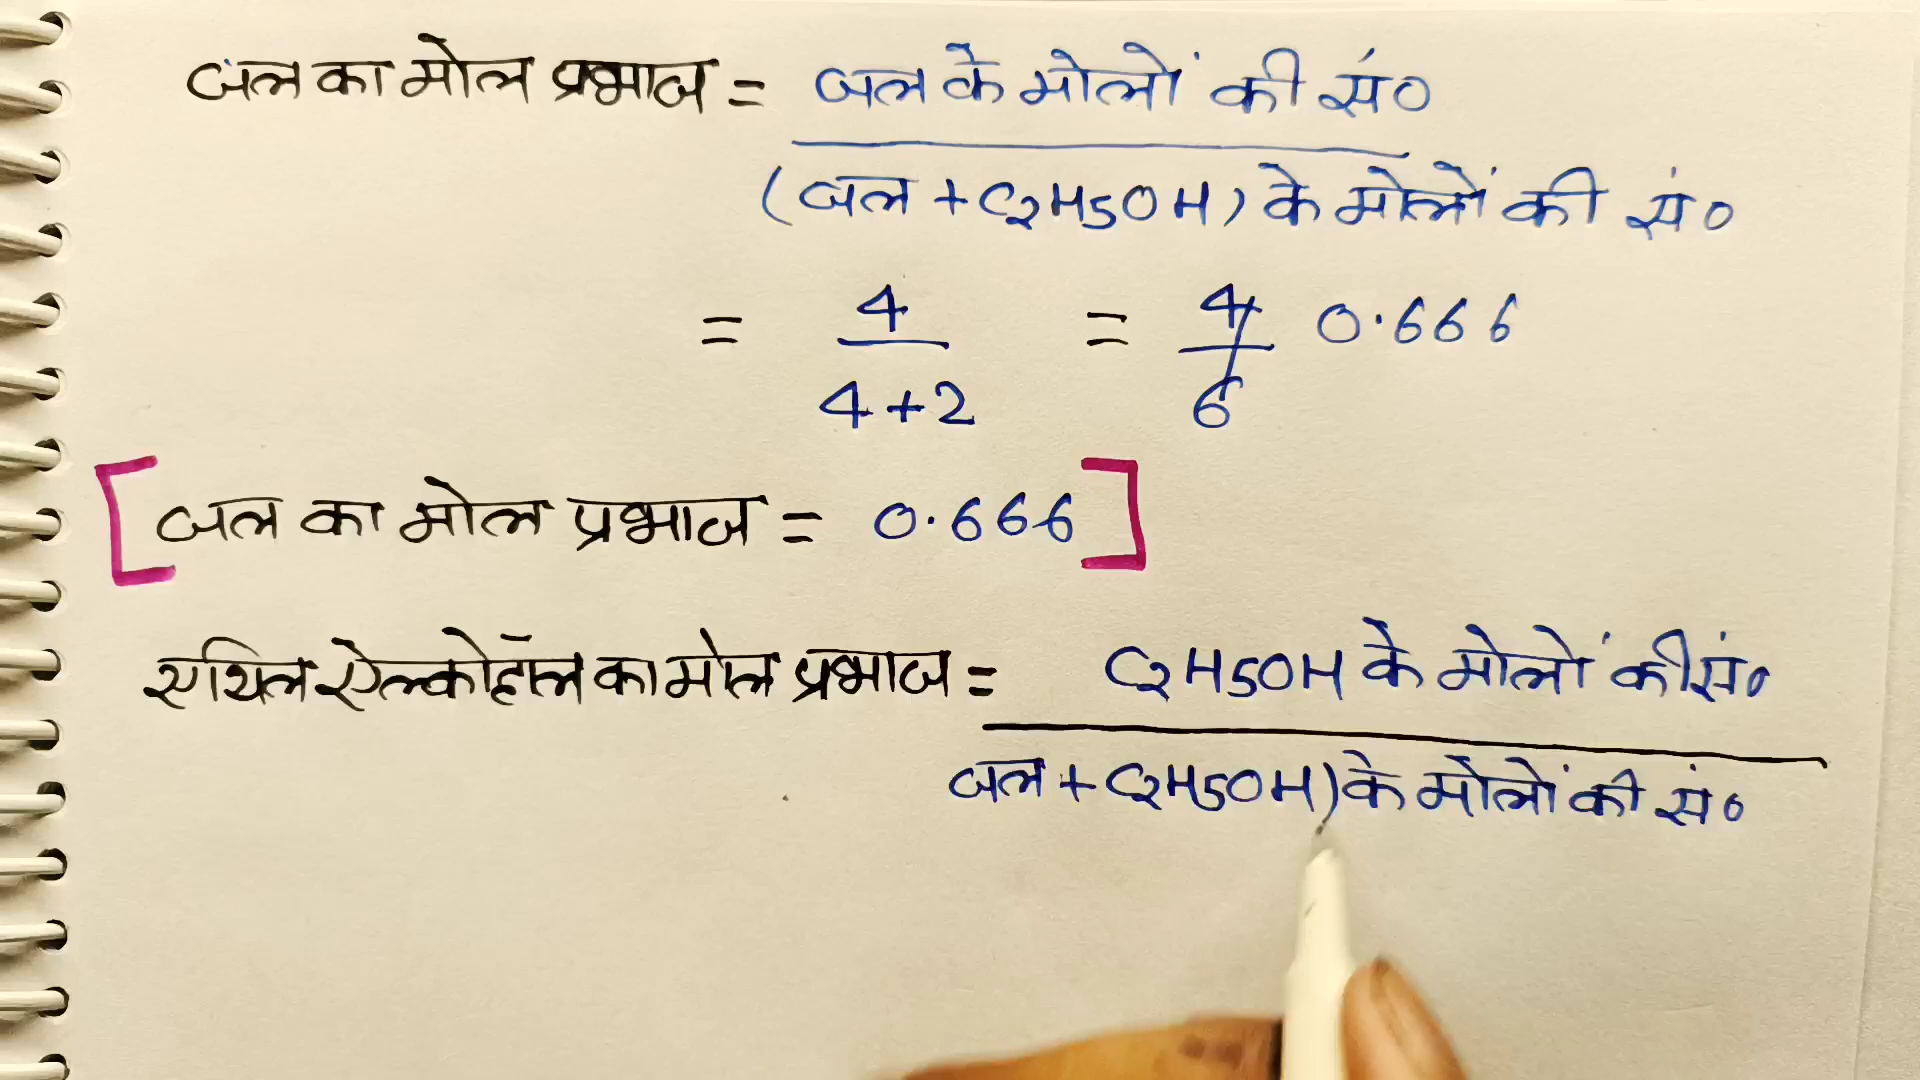 जल का मोल प्रभाज = जल के मोलों की सं०
(जल + C2H5OH) के मोलों की सं०
= 4 = 4 0.666
4+2 6
[जल का मोल प्रभाज = 0.666]
एथिल ऐल्कोहॉल का मोल प्रभाज = C2H5OH के मोलों की सं०
जल + C2H5OH) के मोलों की सं०